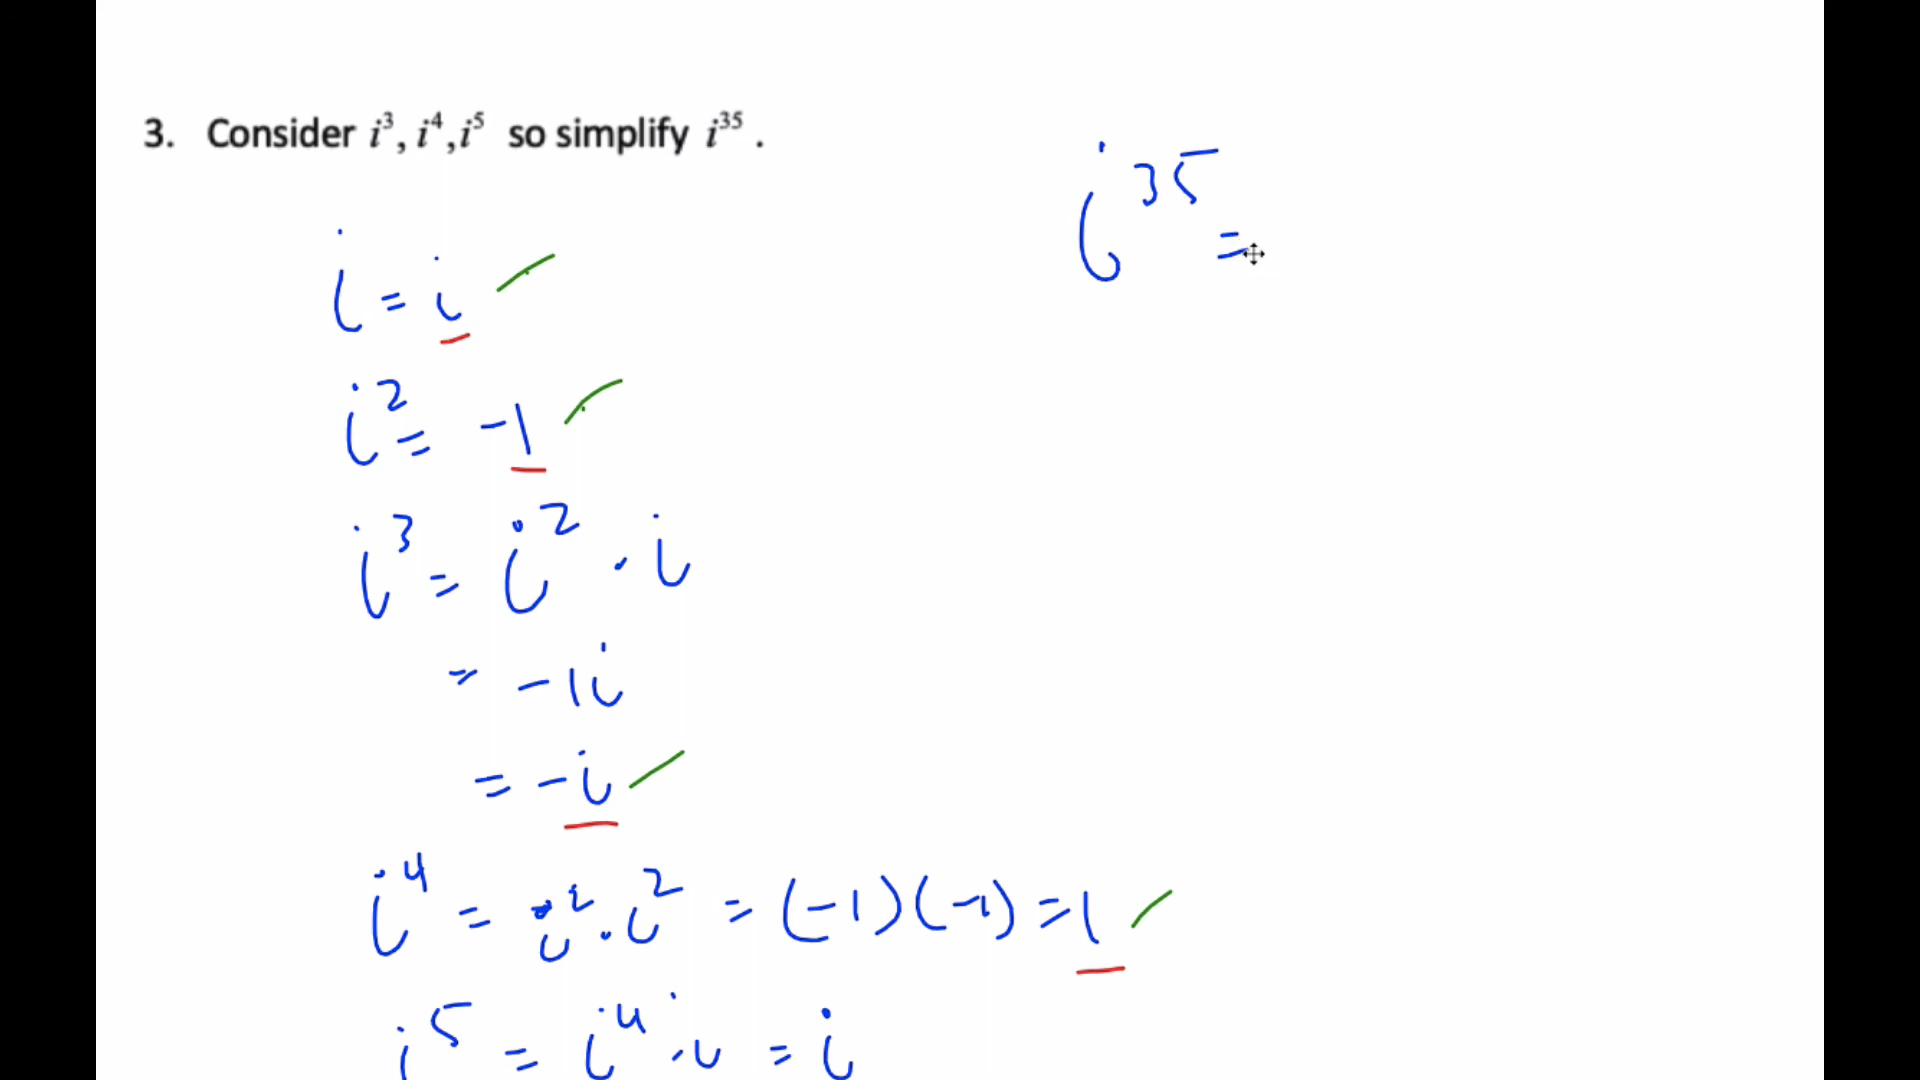 3. Consider i³, i⁴, i⁵ so simplify i³⁵.
i³⁵ =
i = i
i² = -1
i³ = i² · i
= -1i
= -i
i⁴ = i² · i² = (-1)(-1) = 1
i⁵ = i⁴ · i = i